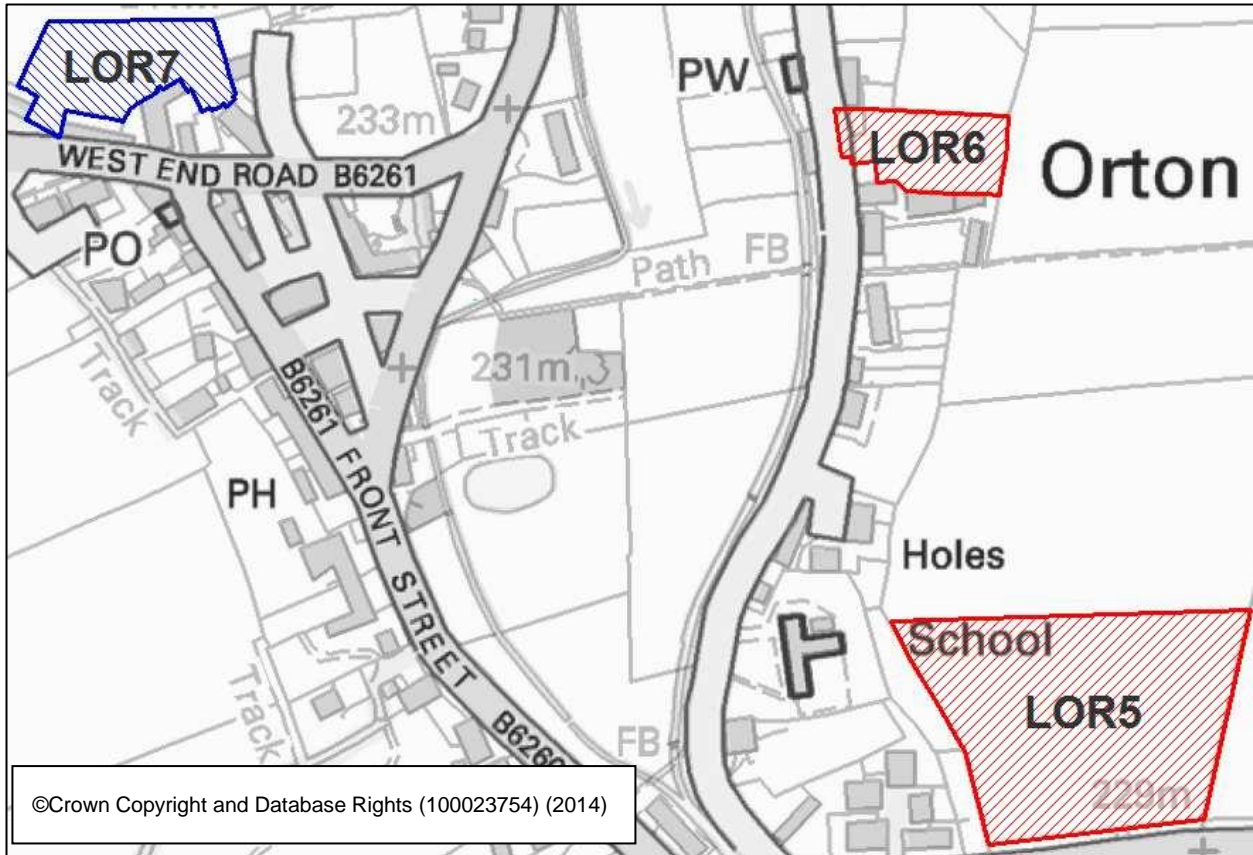 LOR7
PW
233m
LOR6
Orton
WEST END ROAD B6261
PO
Path
FB
Track
231m
B6261 FRONT STREET B6260
Track
PH
Holes
School
LOR5
Track
FB
229m
©Crown Copyright and Database Rights (100023754) (2014)